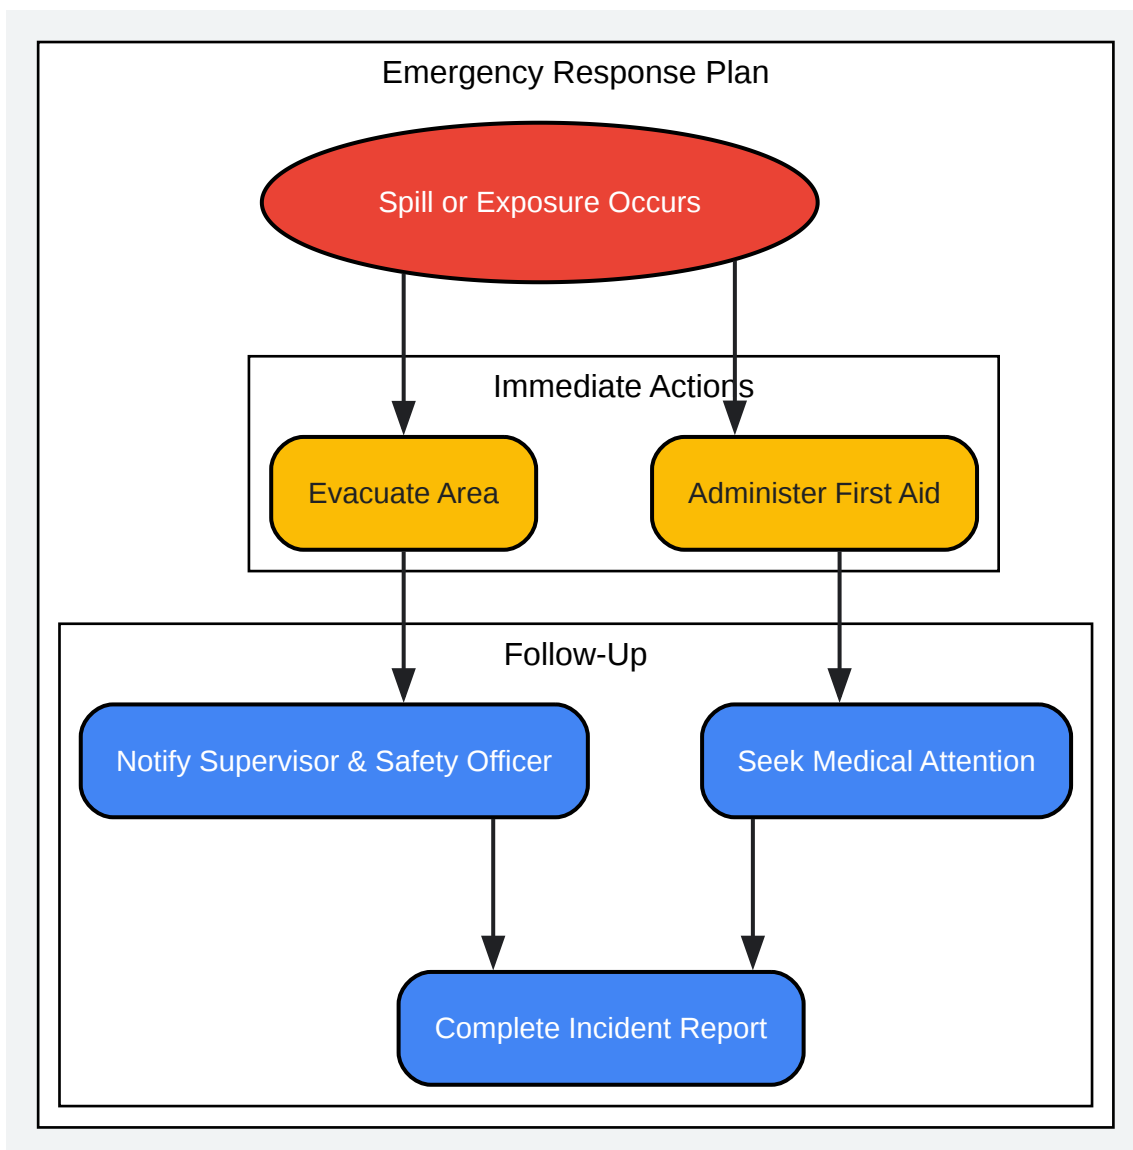 Emergency Response Plan
Spill or Exposure Occurs
Immediate Actions
Evacuate Area
Administer First Aid
Follow-Up
Notify Supervisor & Safety Officer
Seek Medical Attention
Complete Incident Report